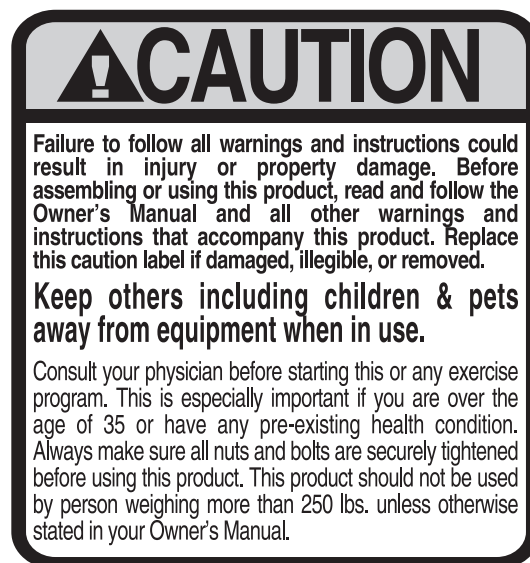 CAUTION
Failure to follow all warnings and instructions could
result in injury or property damage. Before
assembling or using this product, read and follow the
Owner's Manual and all other warnings and
instructions that accompany this product. Replace
this caution label if damaged, illegible, or removed.
Keep others including children & pets
away from equipment when in use.
Consult your physician before starting this or any exercise
program. This is especially important if you are over the
age of 35 or have any pre-existing health condition.
Always make sure all nuts and bolts are securely tightened
before using this product. This product should not be used
by person weighing more than 250 lbs. unless otherwise
stated in your Owner's Manual.